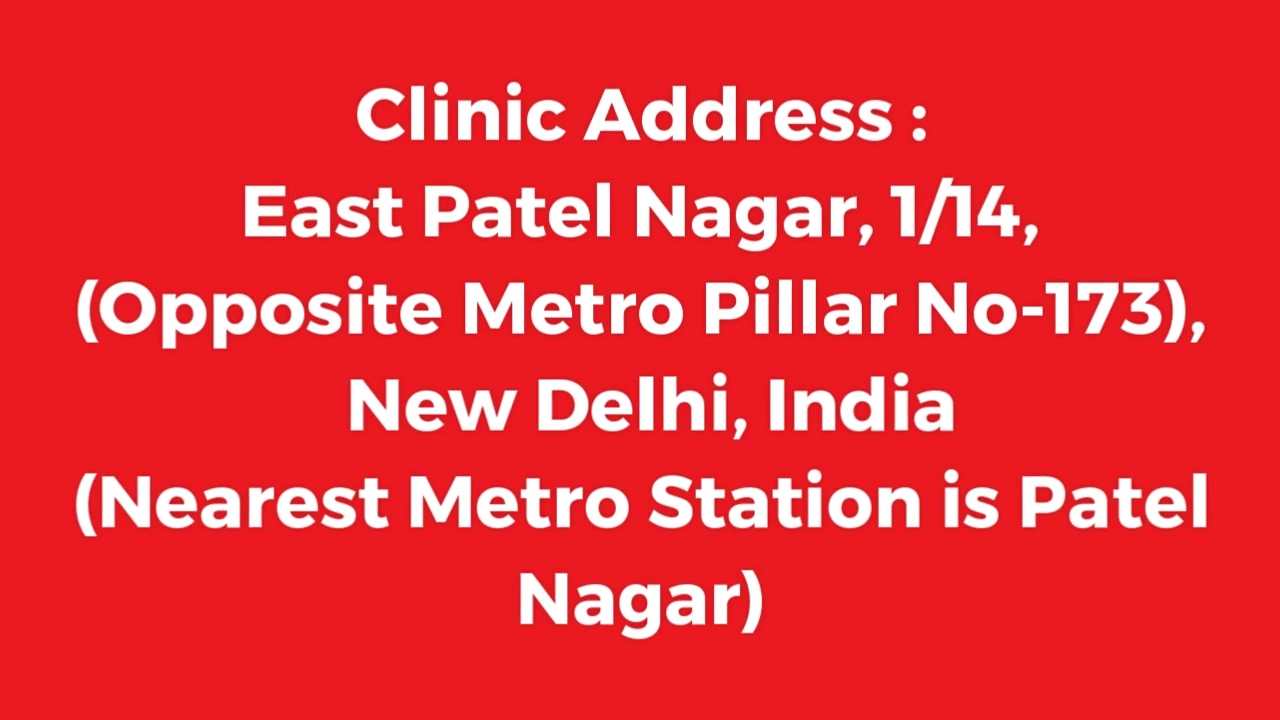 Clinic Address :
East Patel Nagar, 1/14,
(Opposite Metro Pillar No-173),
New Delhi, India
(Nearest Metro Station is Patel
Nagar)